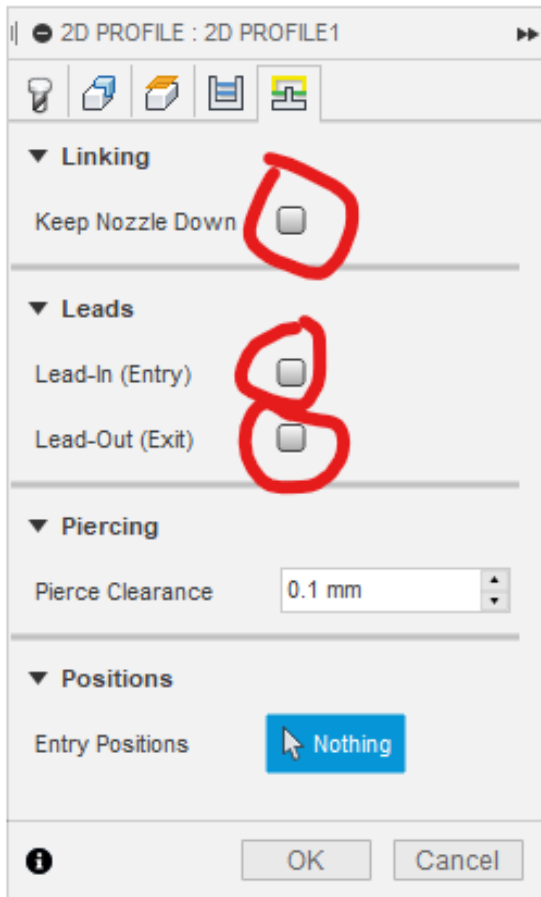 2D PROFILE : 2D PROFILE1
Linking
Keep Nozzle Down
Leads
Lead-In (Entry)
Lead-Out (Exit)
Piercing
Pierce Clearance 0.1 mm
Positions
Entry Positions Nothing
OK Cancel